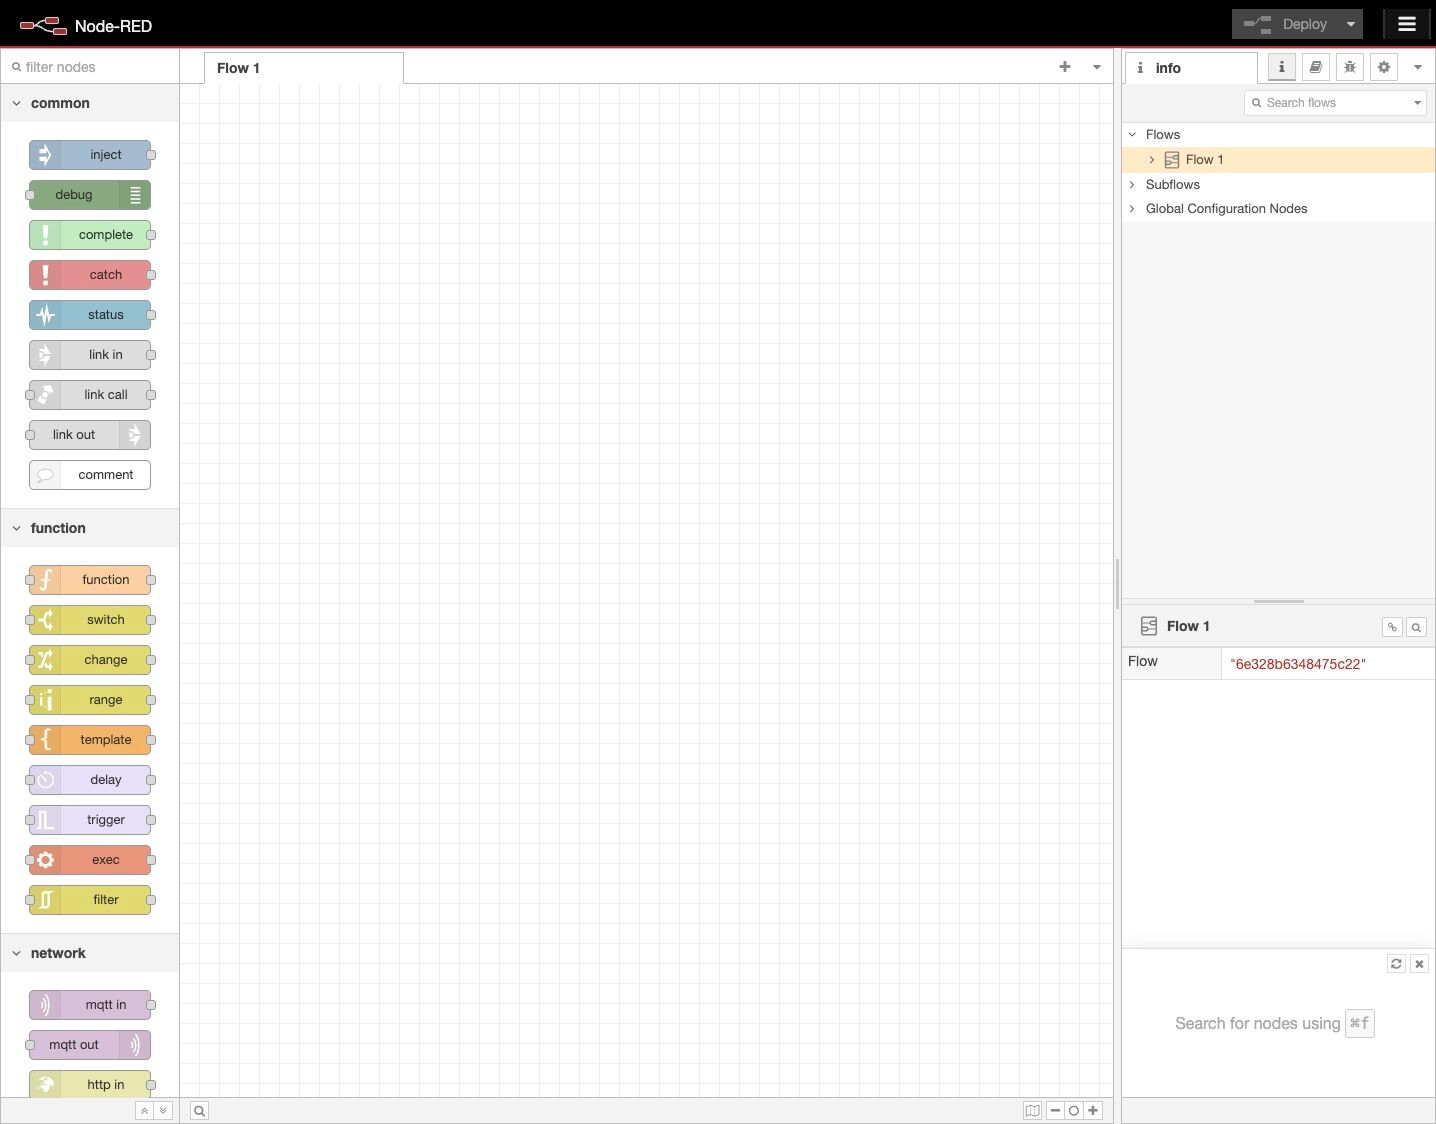 Node-RED
Deploy
filter nodes
Flow 1
info
common
Search flows
inject
Flows
debug
Flow 1
complete
Subflows
catch
Global Configuration Nodes
status
link in
link call
link out
comment
function
function
switch
Flow 1
change
Flow "6e328b6348475c22"
range
template
delay
trigger
exec
filter
network
mqtt in
Search for nodes using ⌘f
mqtt out
http in